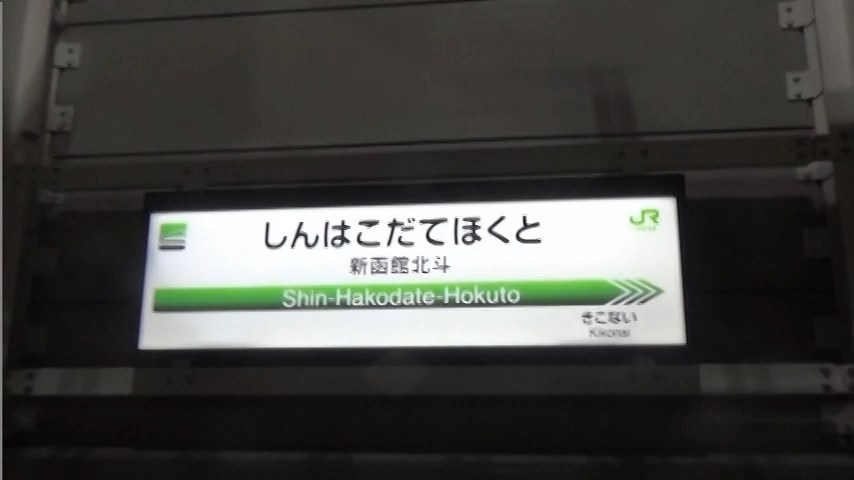 しんはこだてほくと
JR
新函館北斗
Shin-Hakodate-Hokuto
きこない
Kikonai